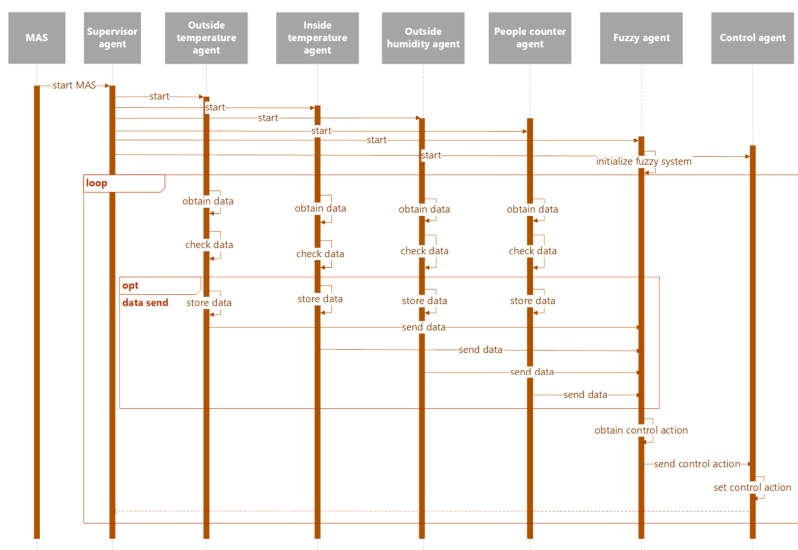 MAS
Supervisor
agent
Outside
temperature
agent
Inside
temperature
agent
Outside
humidity agent
People counter
agent
Fuzzy agent
Control agent
start MAS
start
start
start
start
start
start
initialize fuzzy system
loop
obtain data
obtain data
obtain data
obtain data
check data
check data
check data
check data
opt
data send
store data
store data
store data
store data
send data
send data
send data
send data
obtain control action
send control action
set control action